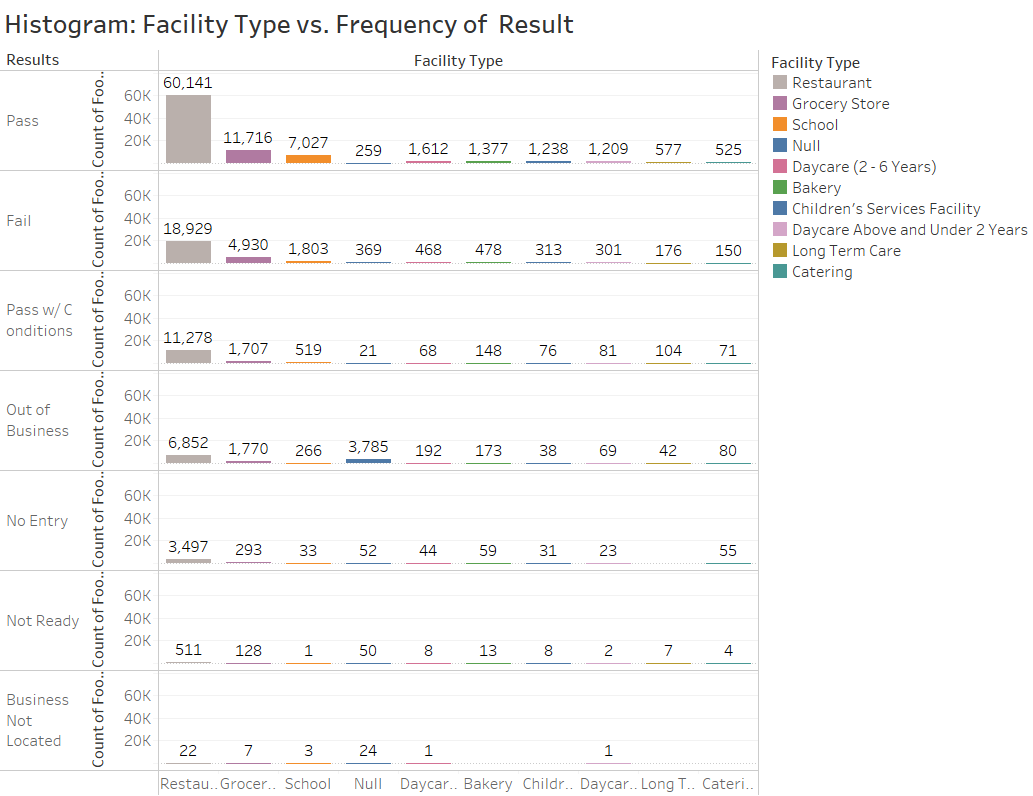 Histogram: Facility Type vs. Frequency of Result
Results
Facility Type
Pass
Count of Foo..
60K
40K
20K
60,141
11,716
7,027
259
1,612
1,377
1,238
1,209
577
525
Fail
Count of Foo..
60K
40K
20K
18,929
4,930
1,803
369
468
478
313
301
176
150
Pass w/ C
onditions
Count of Foo..
60K
40K
20K
11,278
1,707
519
21
68
148
76
81
104
71
Out of
Business
Count of Foo..
60K
40K
20K
6,852
1,770
266
3,785
192
173
38
69
42
80
No Entry
Count of Foo..
60K
40K
20K
3,497
293
33
52
44
59
31
23
55
Not Ready
Count of Foo..
60K
40K
20K
511
128
1
50
8
13
8
2
7
4
Business
Not
Located
Count of Foo..
60K
40K
20K
22
7
3
24
1
1
Restau..
Grocer..
School
Null
Daycar..
Bakery
Childr..
Daycar..
Long T..
Cateri..
Facility Type
Restaurant
Grocery Store
School
Null
Daycare (2 - 6 Years)
Bakery
Children's Services Facility
Daycare Above and Under 2 Years
Long Term Care
Catering